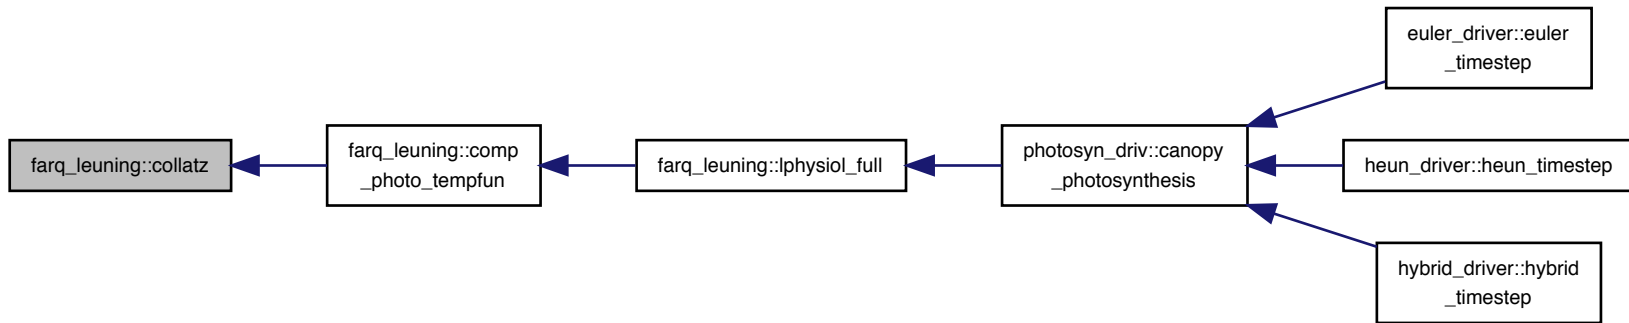 farq_leuning::collatz
farq_leuning::comp
_photo_tempfun
farq_leuning::lphysiol_full
photosyn_driv::canopy
_photosynthesis
euler_driver::euler
_timestep
heun_driver::heun_timestep
hybrid_driver::hybrid
_timestep